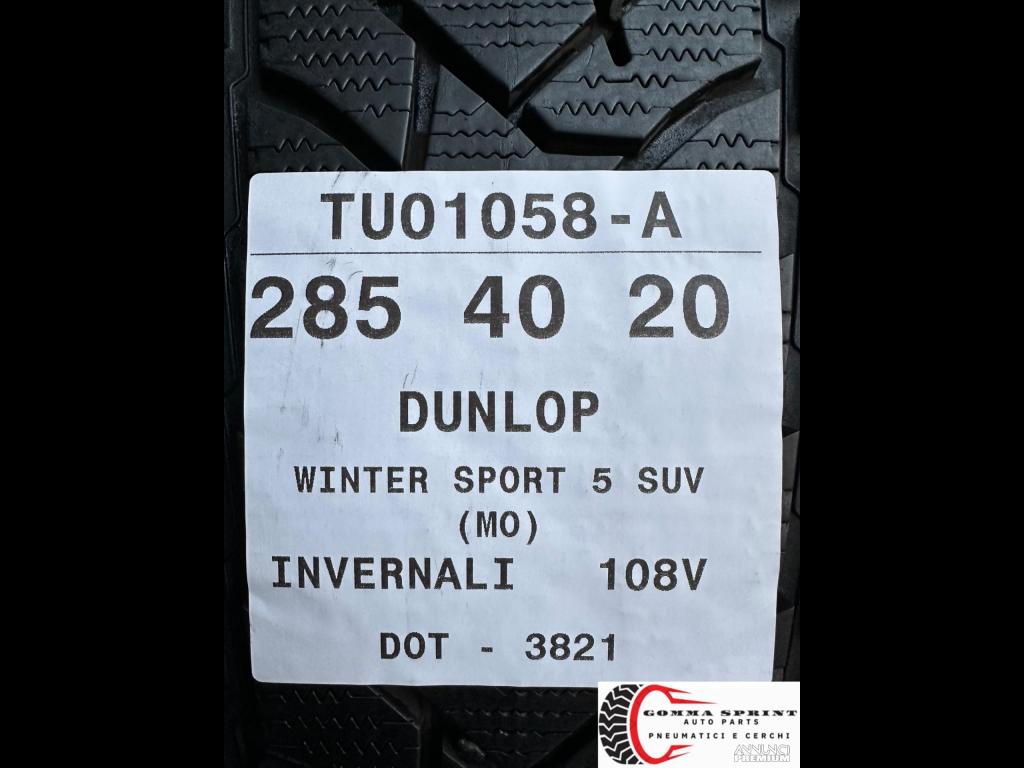 TU01058-A
285 40 20
DUNLOP
WINTER SPORT 5 SUV
(MO)
INVERNALI 108V
DOT - 3821
GOMMA SPRINT
AUTO PARTS
PNEUMATICI E CERCHI
ANNUNCI
PREMIUM